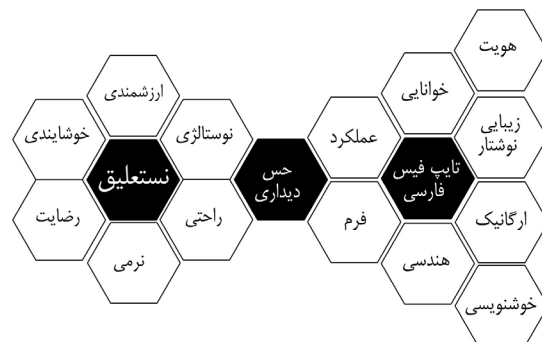 هویت
خوانایی
زیبایی
نوشتار
عملکرد
تایپ فیس
فارسی
ارگانیک
فرم
هندسی
خوشنویسی
حس
دیداری
ارزشمندی
نوستالژی
خوشایندی
نستعلیق
راحتی
رضایت
نرمی